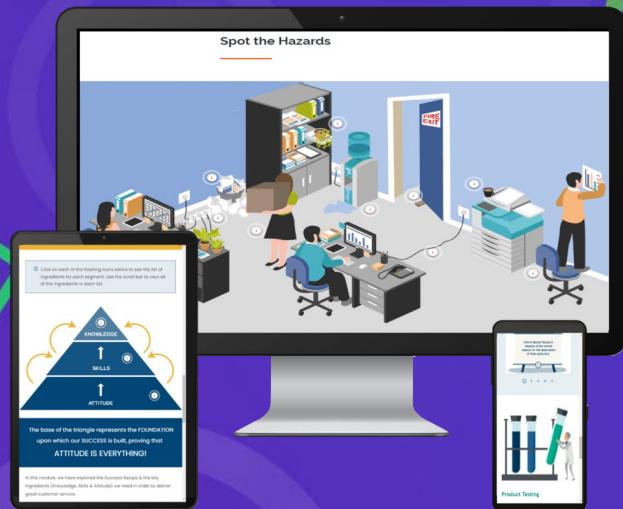 Spot the Hazards
FIRE
EXIT
Click on each of the flashing icons below to see the list of
ingredients for each segment. Use the scroll bar to view all
of the ingredients in each list.
KNOWLEDGE
SKILLS
ATTITUDE
The base of the triangle represents the FOUNDATION
upon which our SUCCESS is built, proving that
ATTITUDE IS EVERYTHING!
In this module, we have explored the Success Recipe & the key
ingredients (Knowledge, Skills & Attitude) we need in order to deliver
great customer service.
Product Testing